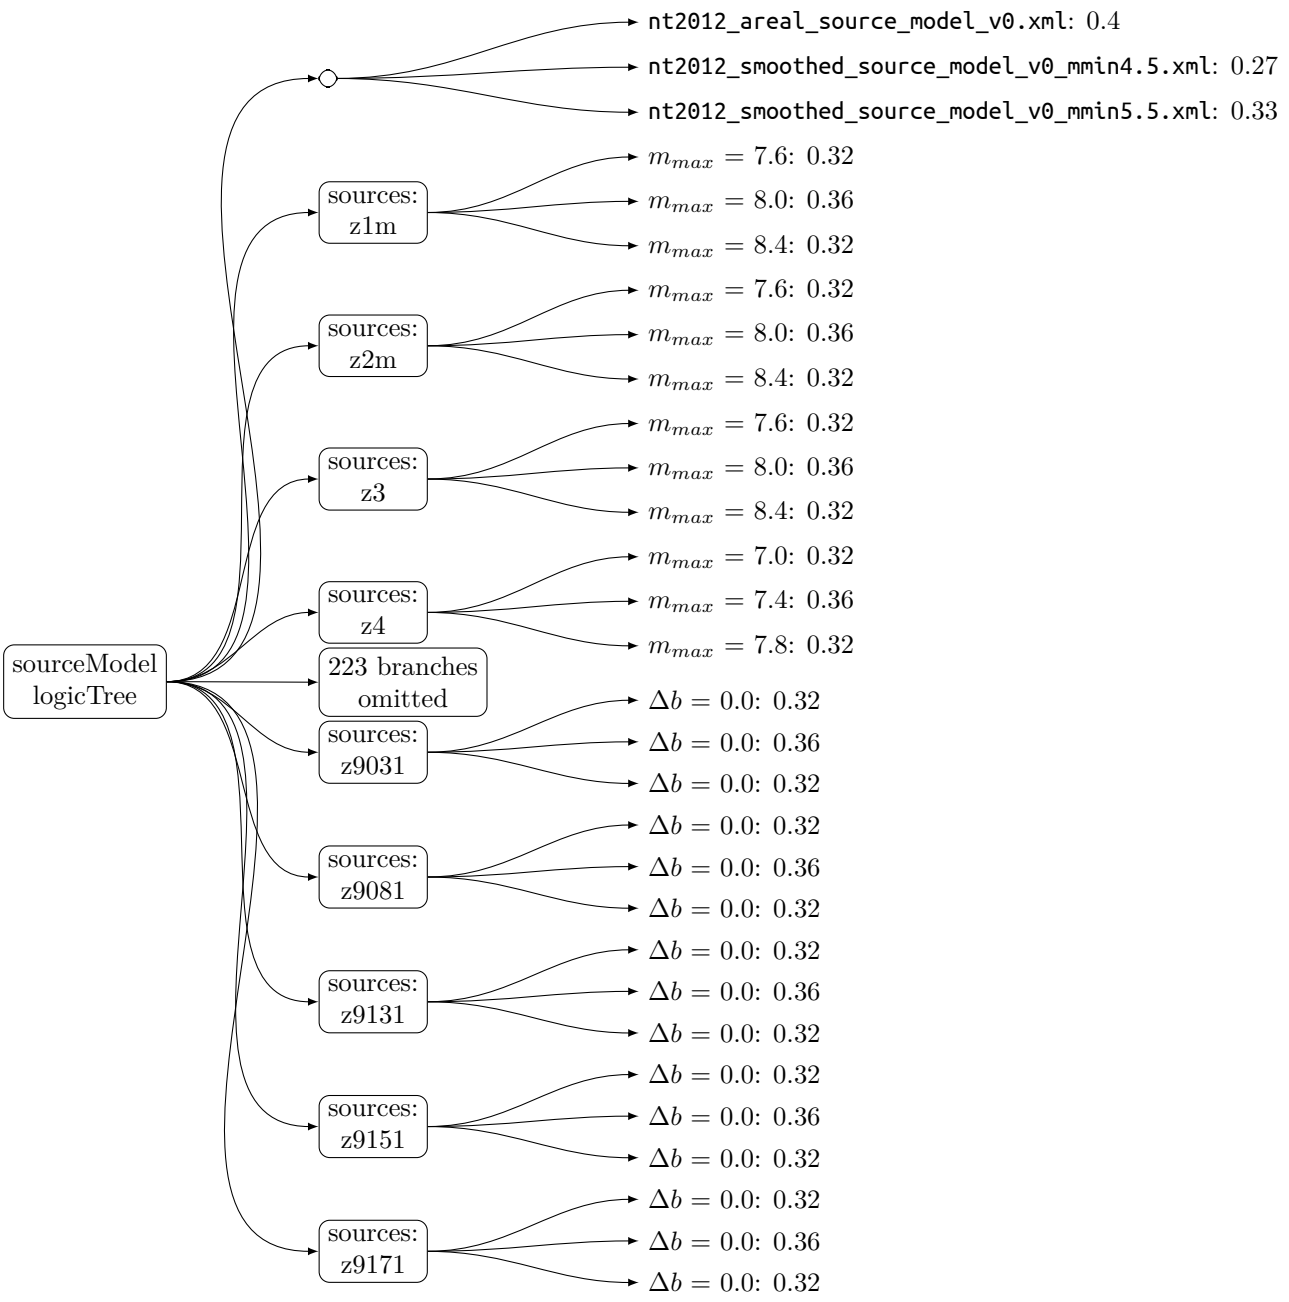 nt2012_areal_source_model_v0.xml: 0.4
nt2012_smoothed_source_model_v0_mmin4.5.xml: 0.27
nt2012_smoothed_source_model_v0_mmin5.5.xml: 0.33
m_max = 7.6: 0.32
sources:
z1m
m_max = 8.0: 0.36
m_max = 8.4: 0.32
m_max = 7.6: 0.32
sources:
z2m
m_max = 8.0: 0.36
m_max = 8.4: 0.32
m_max = 7.6: 0.32
sources:
z3
m_max = 8.0: 0.36
m_max = 8.4: 0.32
m_max = 7.0: 0.32
sources:
z4
m_max = 7.4: 0.36
m_max = 7.8: 0.32
sourceModel
logicTree
223 branches
omitted
Δb = 0.0: 0.32
sources:
z9031
Δb = 0.0: 0.36
Δb = 0.0: 0.32
Δb = 0.0: 0.32
sources:
z9081
Δb = 0.0: 0.36
Δb = 0.0: 0.32
Δb = 0.0: 0.32
sources:
z9131
Δb = 0.0: 0.36
Δb = 0.0: 0.32
Δb = 0.0: 0.32
sources:
z9151
Δb = 0.0: 0.36
Δb = 0.0: 0.32
Δb = 0.0: 0.32
sources:
z9171
Δb = 0.0: 0.36
Δb = 0.0: 0.32